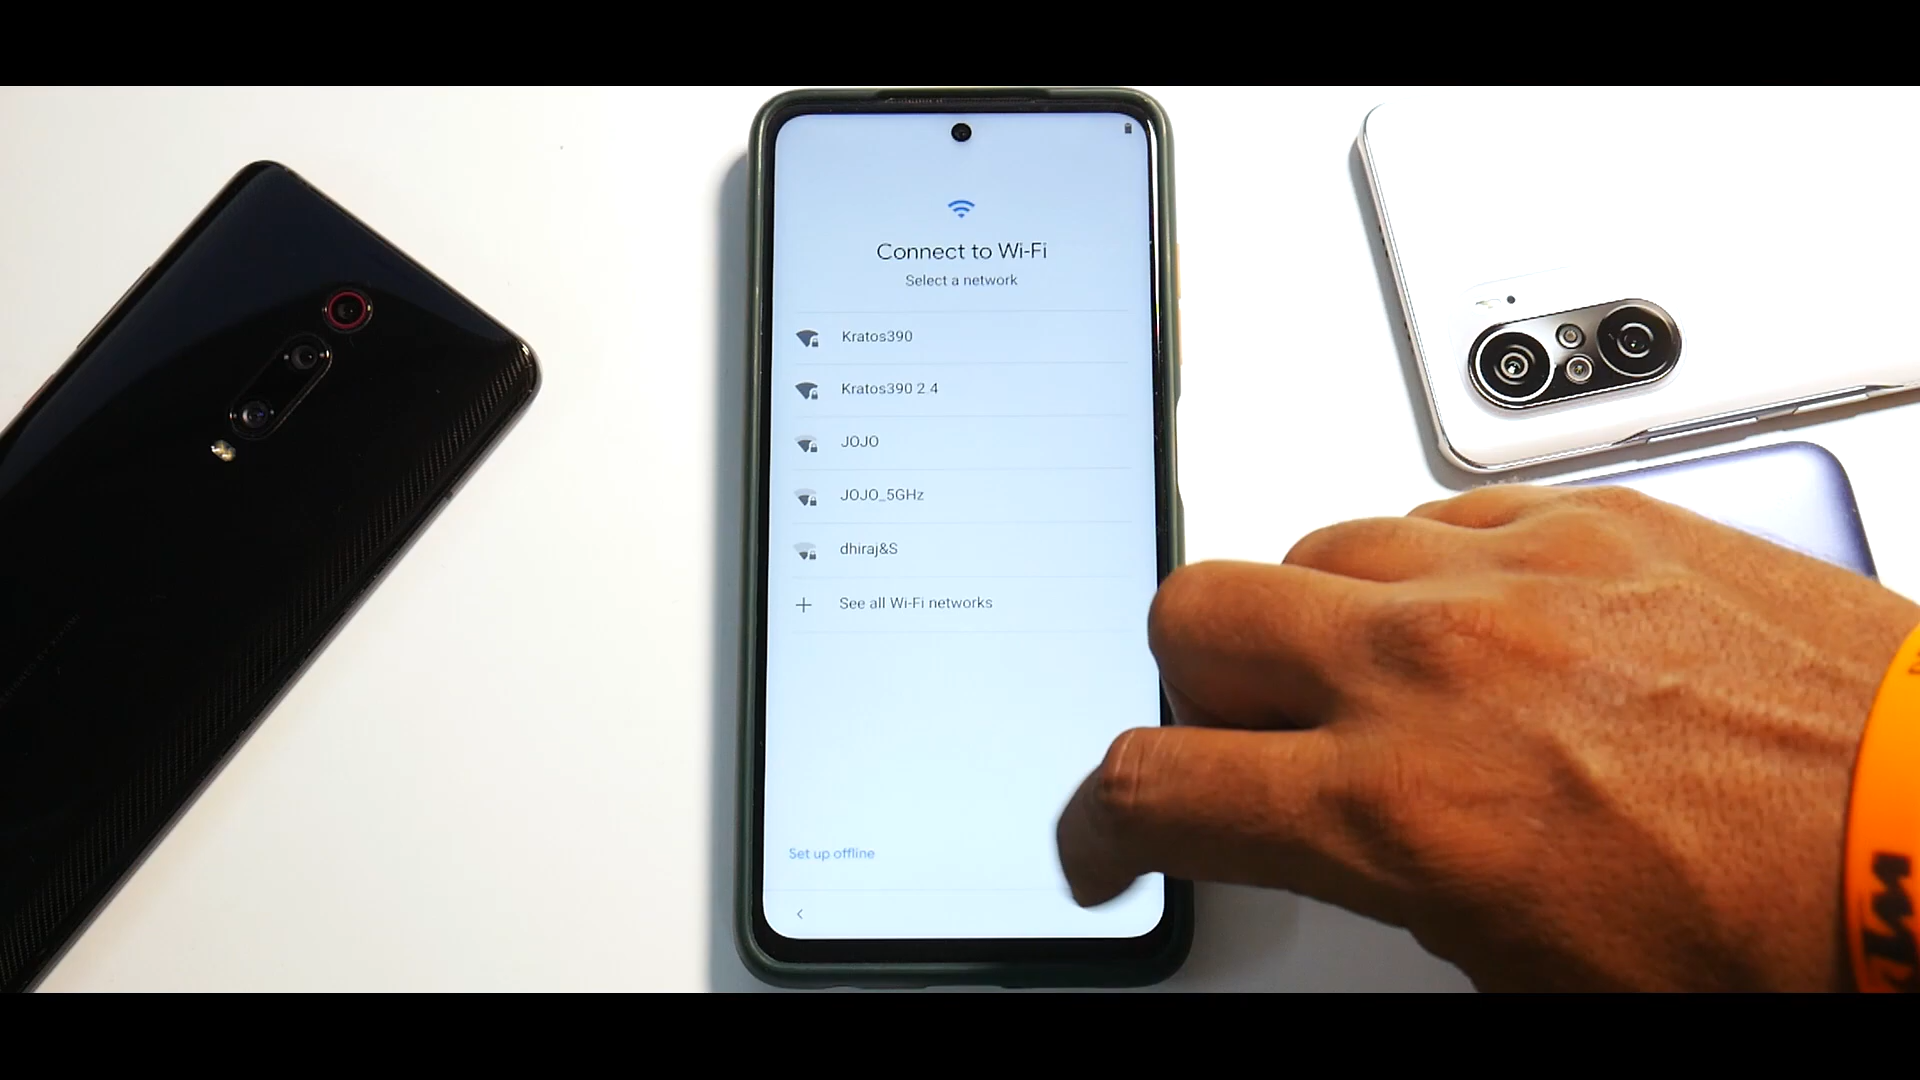 Connect to Wi-Fi
Select a network
Kratos390
Kratos390 2.4
JOJO
JOJO_5GHz
dhiraj&S
See all Wi-Fi networks
Set up offline